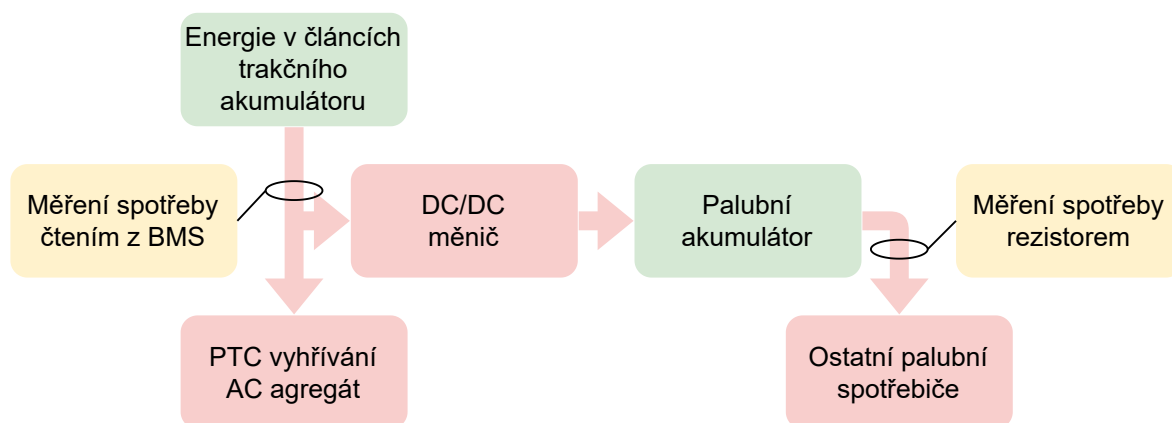 Energie v článcích
trakčního
akumulátoru
Měření spotřeby
čtením z BMS
DC/DC
měnič
Palubní
akumulátor
Měření spotřeby
rezistorem
PTC vyhřívání
AC agregát
Ostatní palubní
spotřebiče